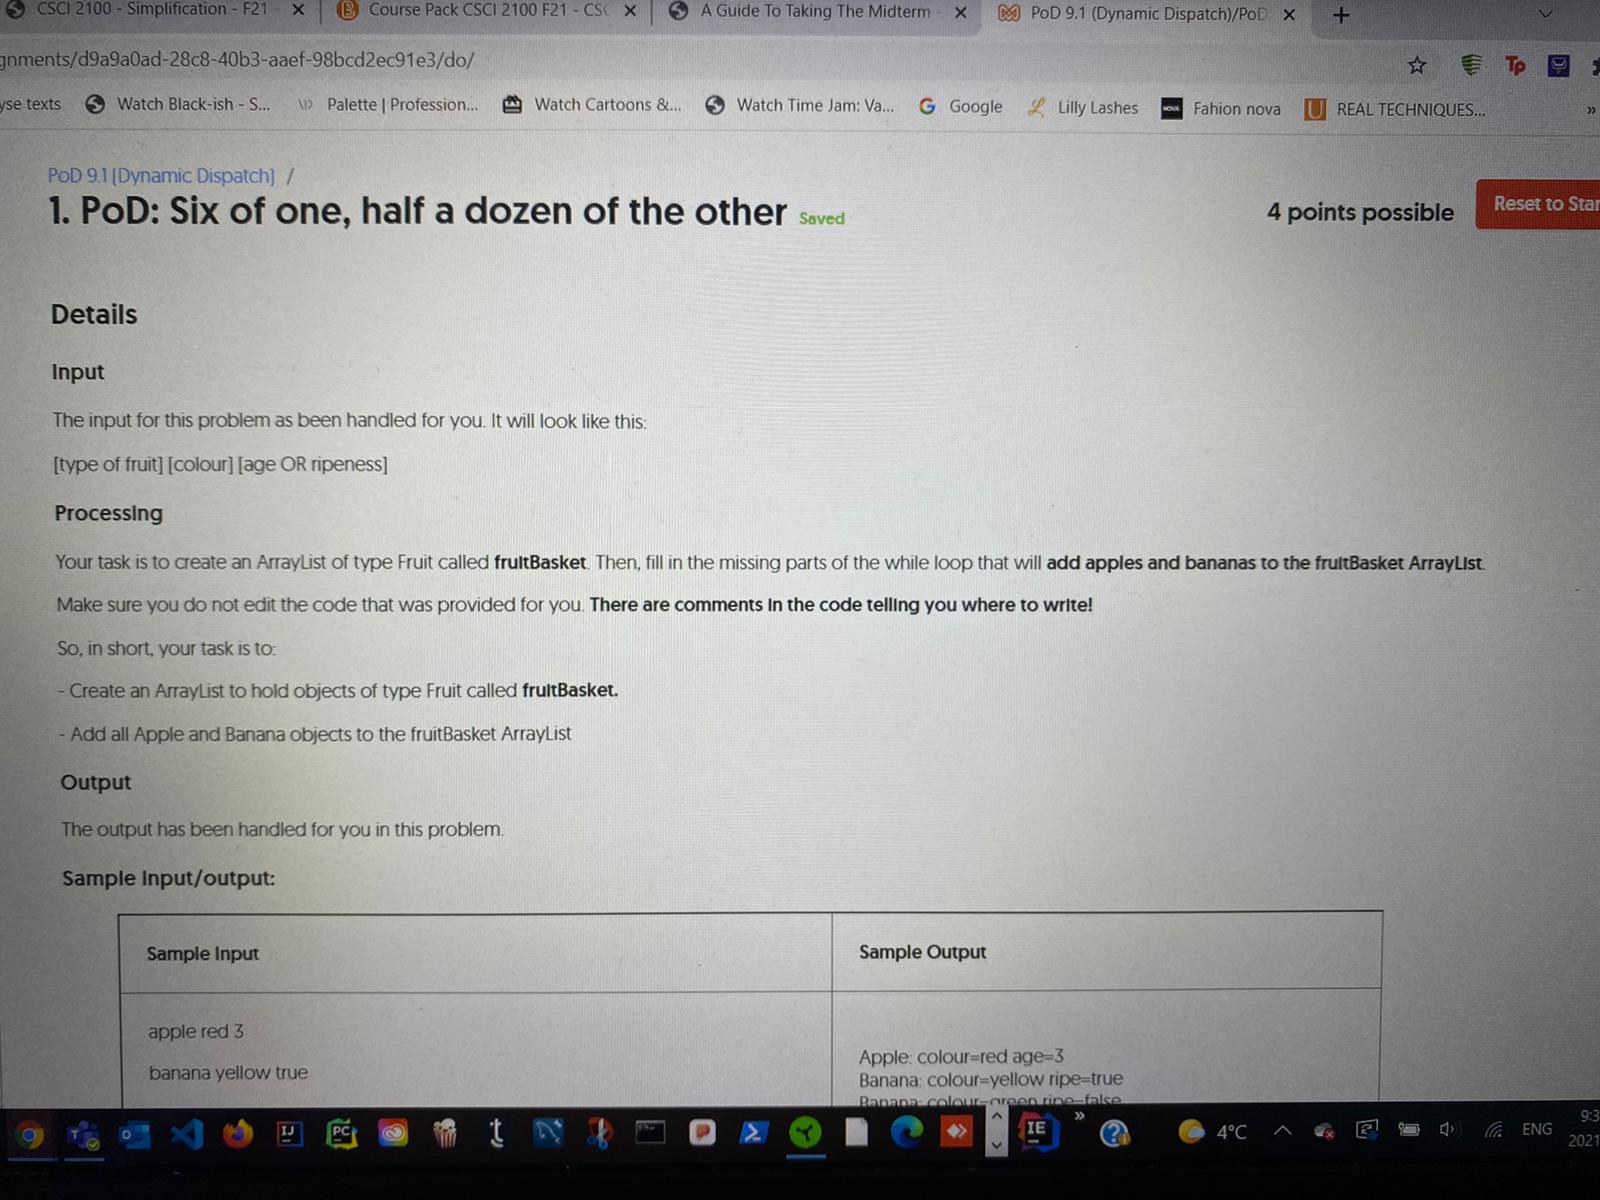 CSCI 2100 - Simplification - F21
Course Pack CSCI 2100 F21 - CSC
A Guide To Taking The Midterm
PoD 9.1 (Dynamic Dispatch)/PoD
gnments/d9a9a0ad-28c8-40b3-aaef-98bcd2ec91e3/do/
yse texts
Watch Black-ish - S...
Palette | Profession...
Watch Cartoons &...
Watch Time Jam: Va...
Google
Lilly Lashes
Fahion nova
REAL TECHNIQUES...
PoD 9.1 [Dynamic Dispatch] /
1. PoD: Six of one, half a dozen of the other Saved
4 points possible
Reset to Star
Details
Input
The input for this problem as been handled for you. It will look like this:
[type of fruit] [colour] [age OR ripeness]
Processing
Your task is to create an ArrayList of type Fruit called fruitBasket. Then, fill in the missing parts of the while loop that will add apples and bananas to the fruitBasket ArrayList.
Make sure you do not edit the code that was provided for you. There are comments in the code telling you where to write!
So, in short, your task is to:
- Create an ArrayList to hold objects of type Fruit called fruitBasket.
- Add all Apple and Banana objects to the fruitBasket ArrayList
Output
The output has been handled for you in this problem.
Sample Input/output:
Sample Input
Sample Output
apple red 3
banana yellow true
Apple: colour=red age=3
Banana: colour=yellow ripe=true
Banana: colour=green ripe=false
4°C
ENG
9:3
2021